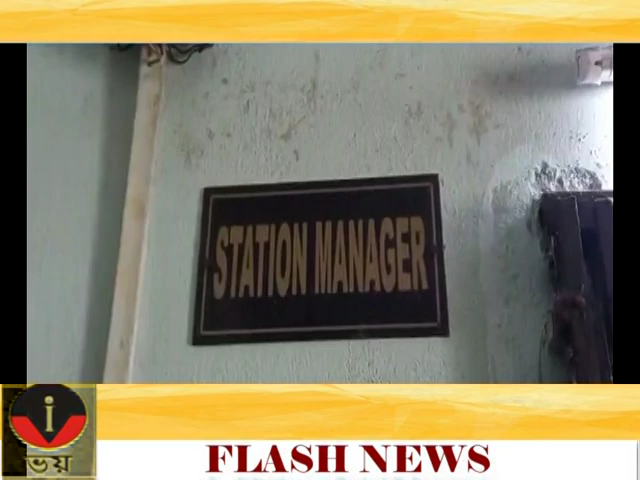 STATION MANAGER
i
ভয়
FLASH NEWS